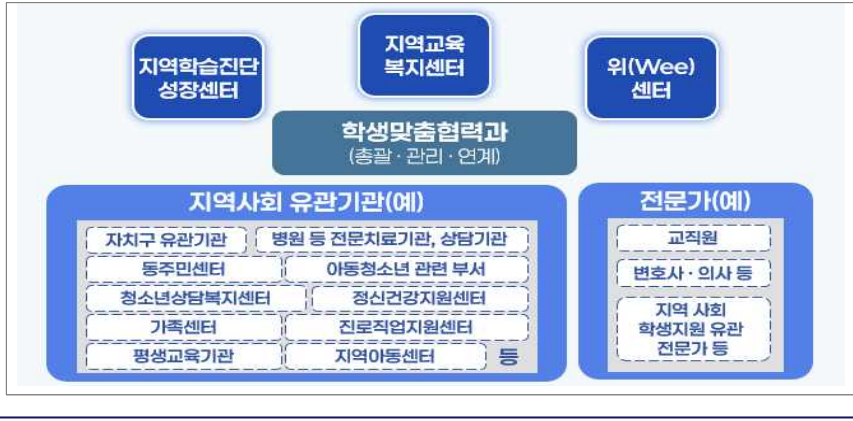 지역학습진단
성장센터
지역교육
복지센터
위(Wee)
센터
학생맞춤협력과
(총괄·관리·연계)
지역사회 유관기관(예)
자치구 유관기관
병원 등 전문치료기관, 상담기관
동주민센터
아동청소년 관련 부서
청소년상담복지센터
정신건강지원센터
가족센터
진로직업지원센터
평생교육기관
지역아동센터
등
전문가(예)
교직원
변호사·의사 등
지역 사회
학생지원 유관
전문가 등